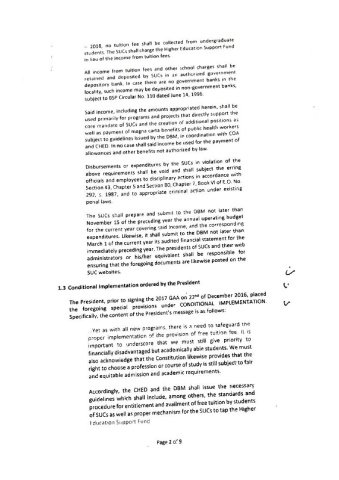 - 2018, no tuition fee shall be collected from undergraduate
students. The SUCs shall charge the Higher Education Support Fund
in lieu of the income from tuition fees.
All income from tuition fees and other school charges shall be
retained and deposited by SUCs in an authorized government
depository bank. In case there are no government banks in the
locality, such income may be deposited in non-government banks,
subject to BSP Circular No. 110 dated June 14, 1996.
Said income, including the amounts appropriated herein, shall be
used primarily for programs and projects that directly support the
core mandate of SUCs and the creation of additional positions as
well as payment of magna carta benefits of public health workers
subject to guidelines issued by the DBM, in coordination with COA
and CHED. In no case shall said income be used for the payment of
allowances and other benefits not authorized by law.
Disbursements or expenditures by the SUCs in violation of the
above requirements shall be void and shall subject the erring
officials and employees to disciplinary actions in accordance with
Section 43, Chapter 5 and Section 80, Chapter 7, Book VI of E.O. No.
292, s. 1987, and to appropriate criminal action under existing
penal laws.
The SUCs shall prepare and submit to the DBM not later than
November 15 of the preceding year the annual operating budget
for the current year covering said income, and the corresponding
expenditures. Likewise, it shall submit to the DBM not later than
March 1 of the current year its audited financial statement for the
immediately preceding year. The presidents of SUCs and their web
administrators or his/her equivalent shall be responsible for
ensuring that the foregoing documents are likewise posted on the
SUC websites.
1.3 Conditional Implementation ordered by the President
The President, prior to signing the 2017 GAA on 22nd of December 2016, placed
the foregoing special provisions under CONDITIONAL IMPLEMENTATION.
Specifically, the content of the President's message is as follows:
..Yet as with all new programs, there is a need to safeguard the
proper implementation of the provision of free tuition fee. It is
important to underscore that we must still give priority to
financially disadvantaged but academically able students. We must
also acknowledge that the Constitution likewise provides that the
right to choose a profession or course of study is still subject to fair
and equitable admission and academic requirements.
Accordingly, the CHED and the DBM shall issue the necessary
guidelines which shall include, among others, the standards and
procedure for entitlement and availment of free tuition by students
of SUCs as well as proper mechanism for the SUCs to tap the Higher
Education Support Fund
Page 2 of 9